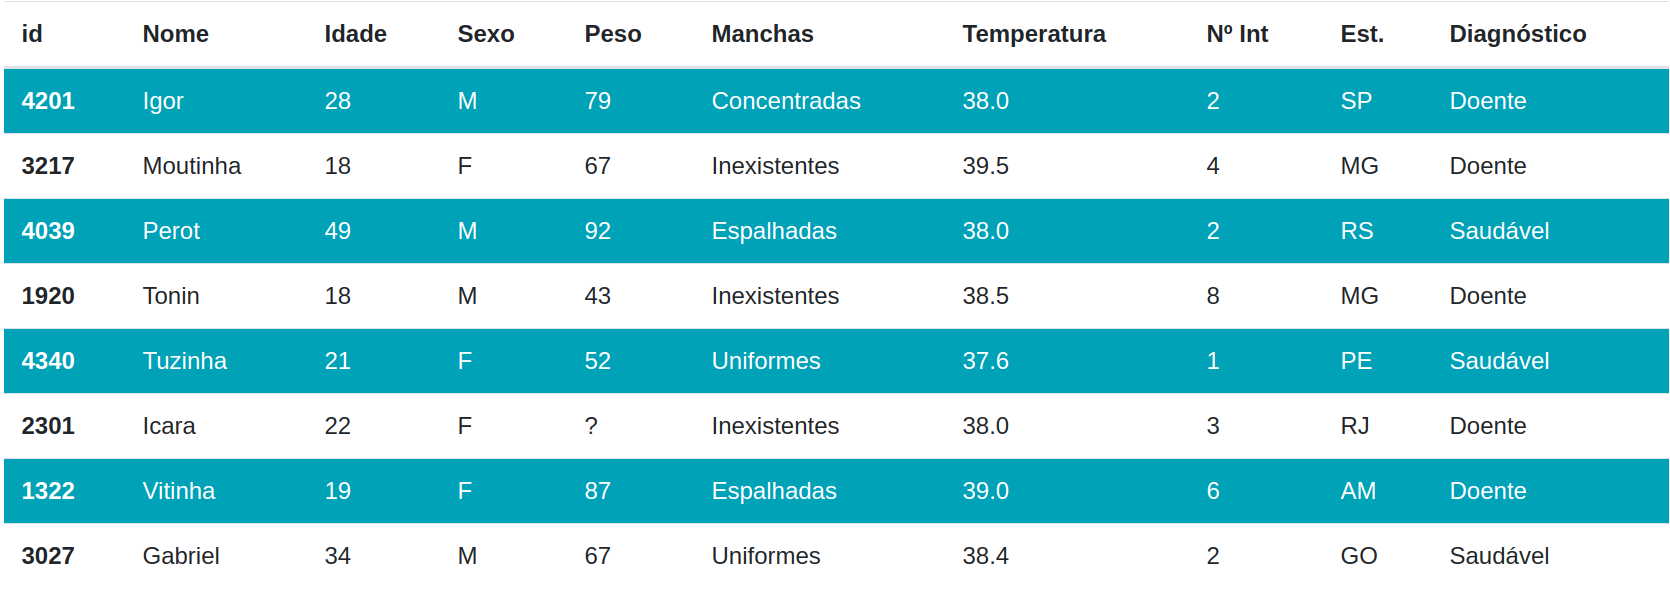 id Nome Idade Sexo Peso Manchas Temperatura Nº Int Est. Diagnóstico
4201 Igor 28 M 79 Concentradas 38.0 2 SP Doente
3217 Moutinha 18 F 67 Inexistentes 39.5 4 MG Doente
4039 Perot 49 M 92 Espalhadas 38.0 2 RS Saudável
1920 Tonin 18 M 43 Inexistentes 38.5 8 MG Doente
4340 Tuzinha 21 F 52 Uniformes 37.6 1 PE Saudável
2301 Icara 22 F ? Inexistentes 38.0 3 RJ Doente
1322 Vitinha 19 F 87 Espalhadas 39.0 6 AM Doente
3027 Gabriel 34 M 67 Uniformes 38.4 2 GO Saudável